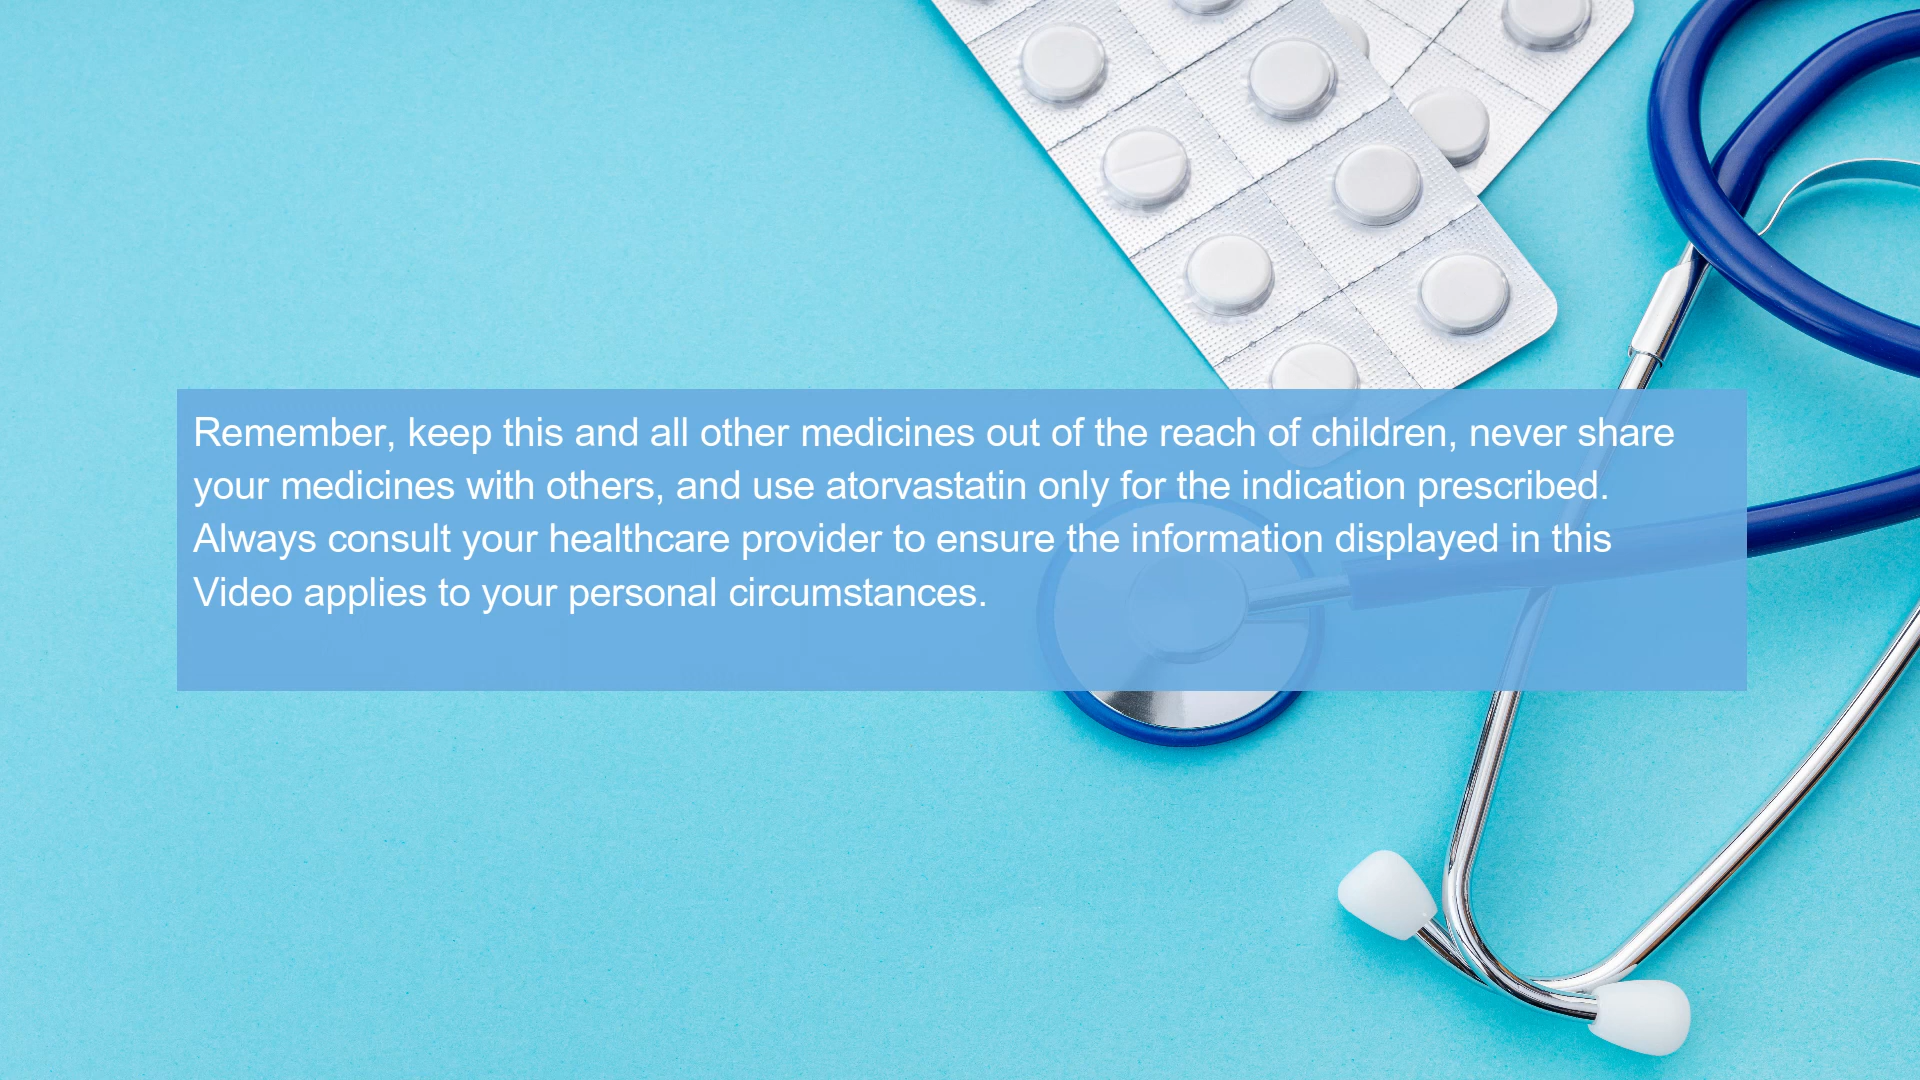 Remember, keep this and all other medicines out of the reach of children, never share
your medicines with others, and use atorvastatin only for the indication prescribed.
Always consult your healthcare provider to ensure the information displayed in this
Video applies to your personal circumstances.